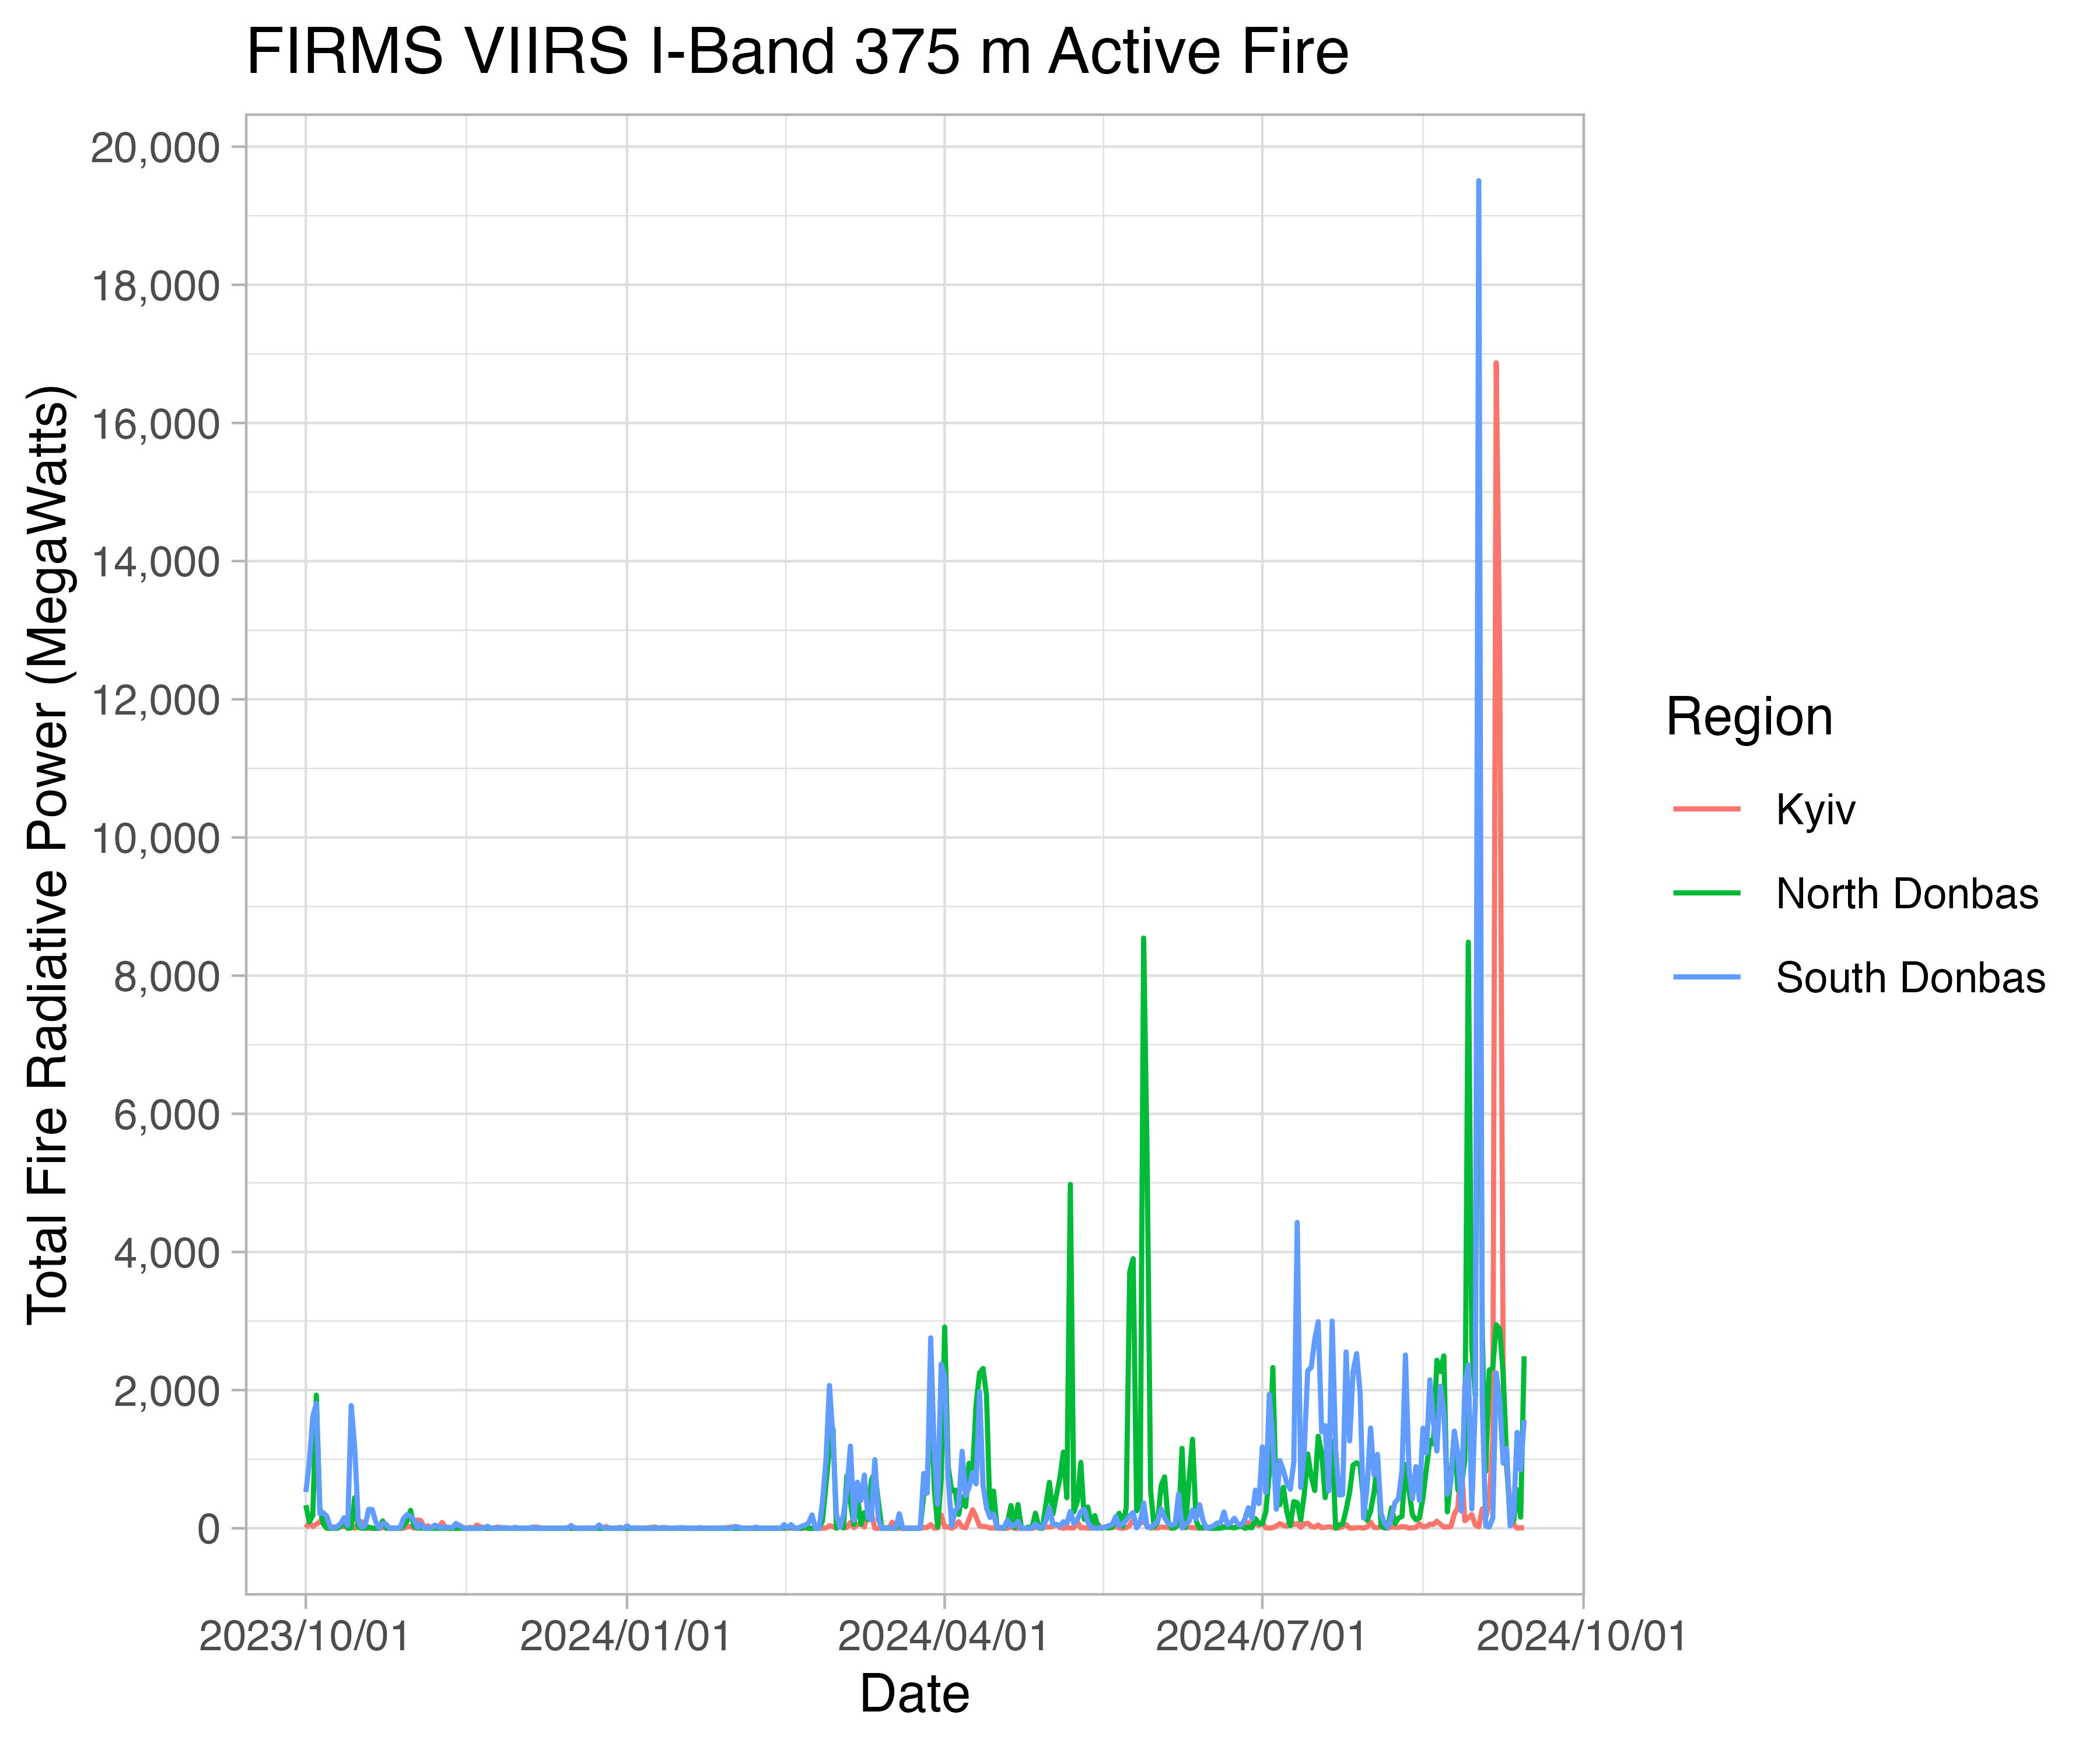 FIRMS VIIRS I-Band 375 m Active Fire
Total Fire Radiative Power (MegaWatts)
20,000
18,000
16,000
14,000
12,000
10,000
8,000
6,000
4,000
2,000
0
2023/10/01
2024/01/01
2024/04/01
2024/07/01
2024/10/01
Date
Region
Kyiv
North Donbas
South Donbas